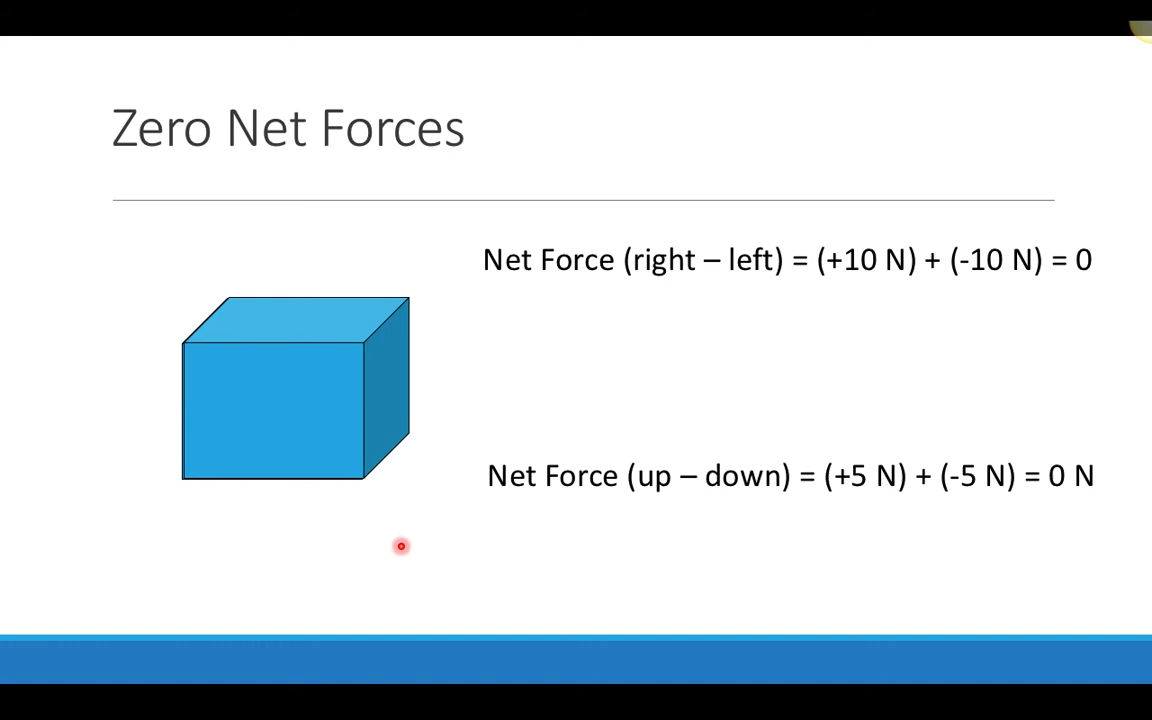 Zero Net Forces
Net Force (right – left) = (+10 N) + (-10 N) = 0
Net Force (up – down) = (+5 N) + (-5 N) = 0 N